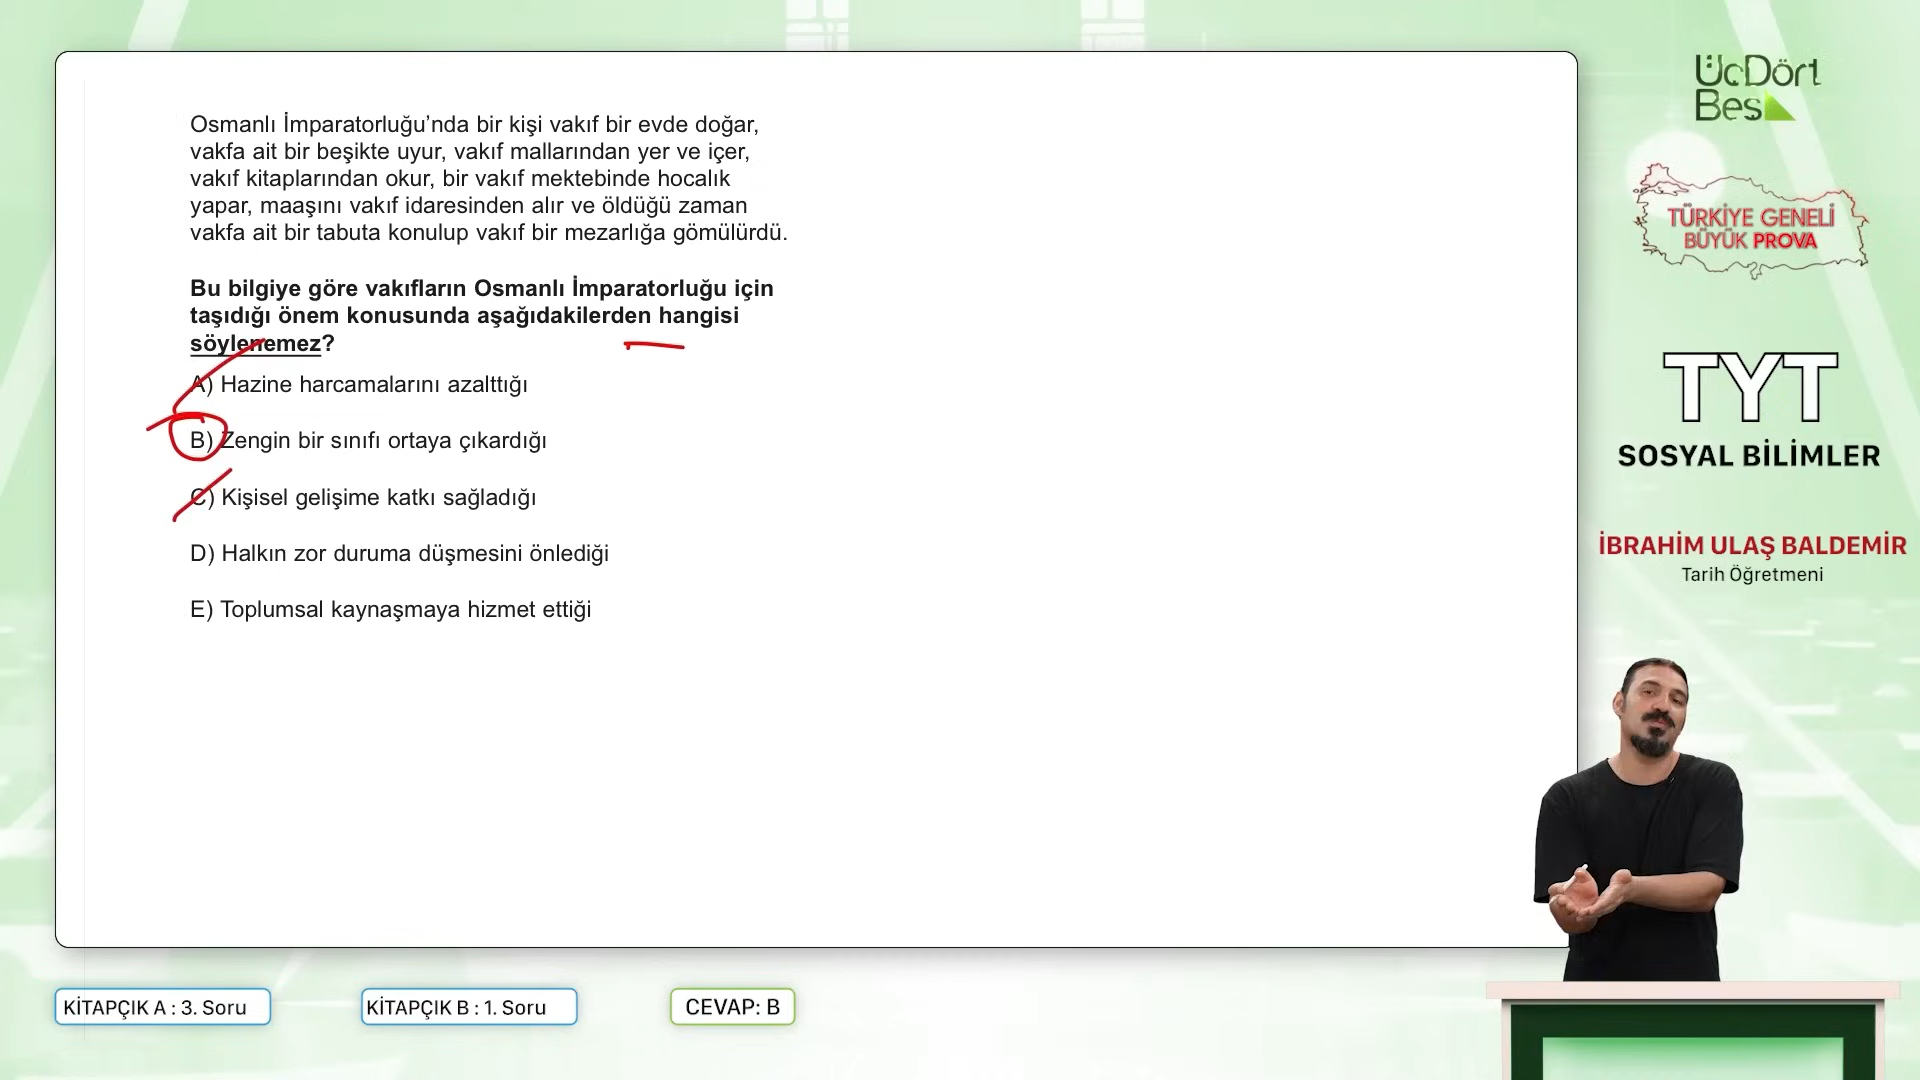 Osmanlı İmparatorluğu’nda bir kişi vakıf bir evde doğar,
vakfa ait bir beşikte uyur, vakıf mallarından yer ve içer,
vakıf kitaplarından okur, bir vakıf mektebinde hocalık
yapar, maaşını vakıf idaresinden alır ve öldüğü zaman
vakfa ait bir tabuta konulup vakıf bir mezarlığa gömülürdü.
Bu bilgiye göre vakıfların Osmanlı İmparatorluğu için
taşıdığı önem konusunda aşağıdakilerden hangisi
söylenemez?
A) Hazine harcamalarını azalttığı
B) Zengin bir sınıfı ortaya çıkardığı
C) Kişisel gelişime katkı sağladığı
D) Halkın zor duruma düşmesini önlediği
E) Toplumsal kaynaşmaya hizmet ettiği
KİTAPÇIK A : 3. Soru
KİTAPÇIK B : 1. Soru
CEVAP: B
ÜçDört
Beş
TÜRKİYE GENELİ
BÜYÜK PROVA
TYT
SOSYAL BİLİMLER
İBRAHİM ULAŞ BALDEMİR
Tarih Öğretmeni